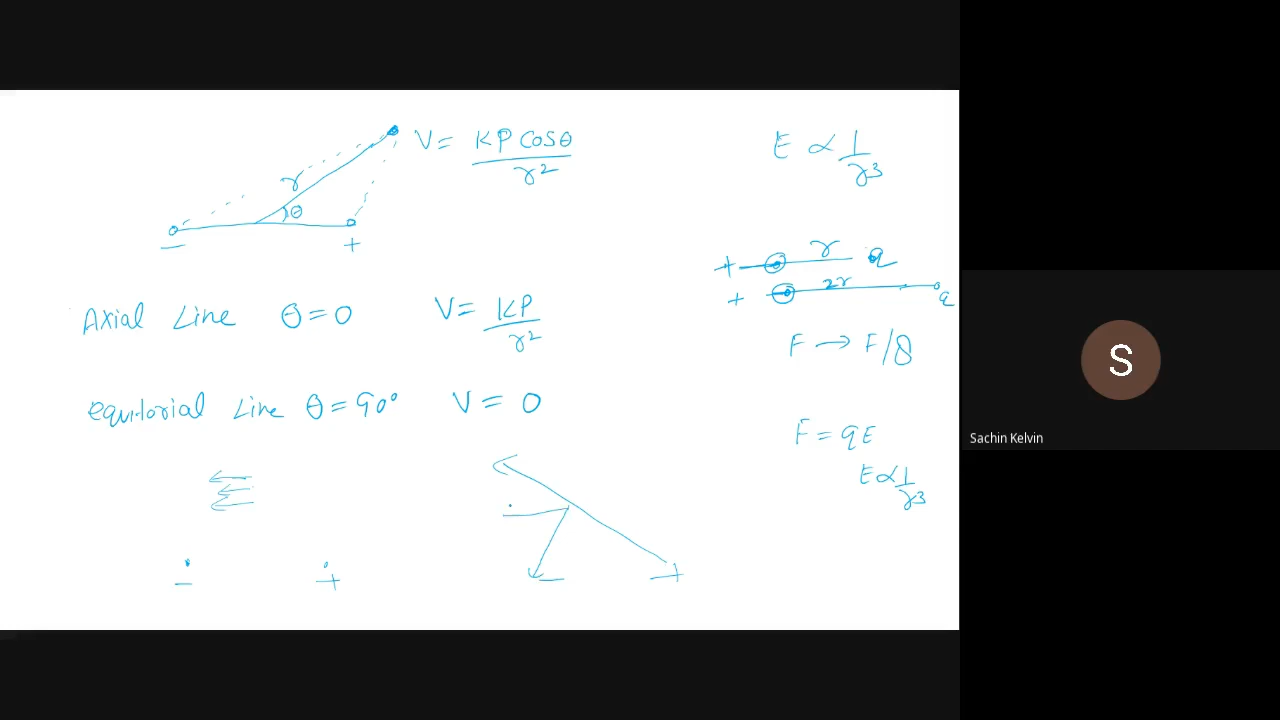 V = KP cosθ / r²
r
θ
− +
Axial Line θ = 0 V = KP / r²
equitorial Line θ = 90° V = 0
− +
− +
E ∝ 1 / r³
+ r q
+ 2r q
F → F/8
F = qE
E ∝ 1 / r³
S
Sachin Kelvin